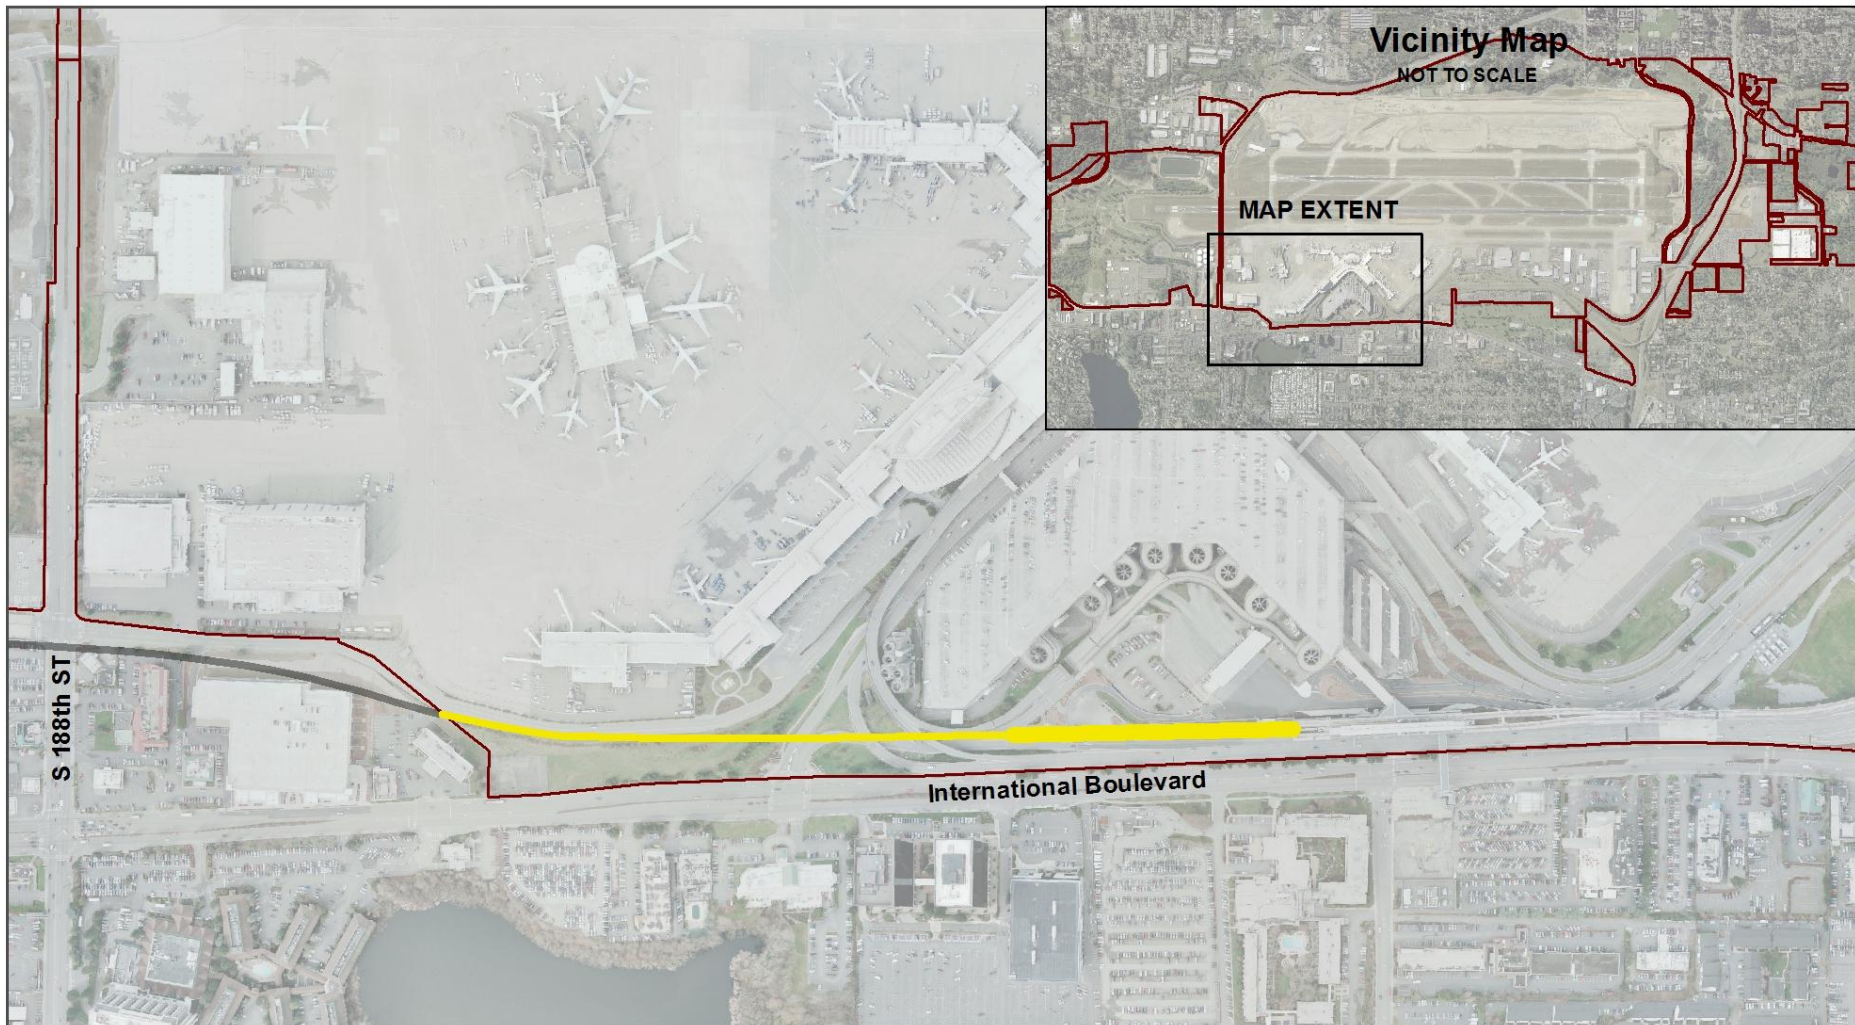 Vicinity Map
NOT TO SCALE
MAP EXTENT
S 188th ST
International Boulevard